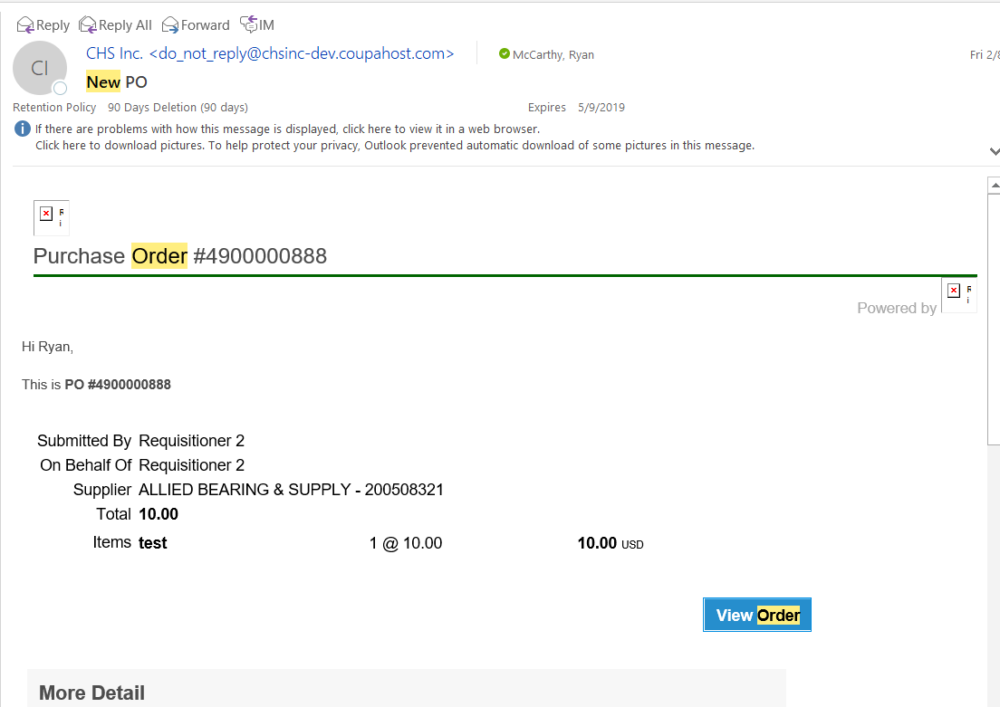 Reply Reply All Forward IM
CI
CHS Inc. <do_not_reply@chsinc-dev.coupahost.com>
McCarthy, Ryan
Fri 2/8
New PO
Retention Policy 90 Days Deletion (90 days)
Expires 5/9/2019
If there are problems with how this message is displayed, click here to view it in a web browser.
Click here to download pictures. To help protect your privacy, Outlook prevented automatic download of some pictures in this message.
Purchase Order #4900000888
Powered by
Hi Ryan,
This is PO #4900000888
Submitted By Requisitioner 2
On Behalf Of Requisitioner 2
Supplier ALLIED BEARING & SUPPLY - 200508321
Total 10.00
Items test 1 @ 10.00 10.00 USD
View Order
More Detail